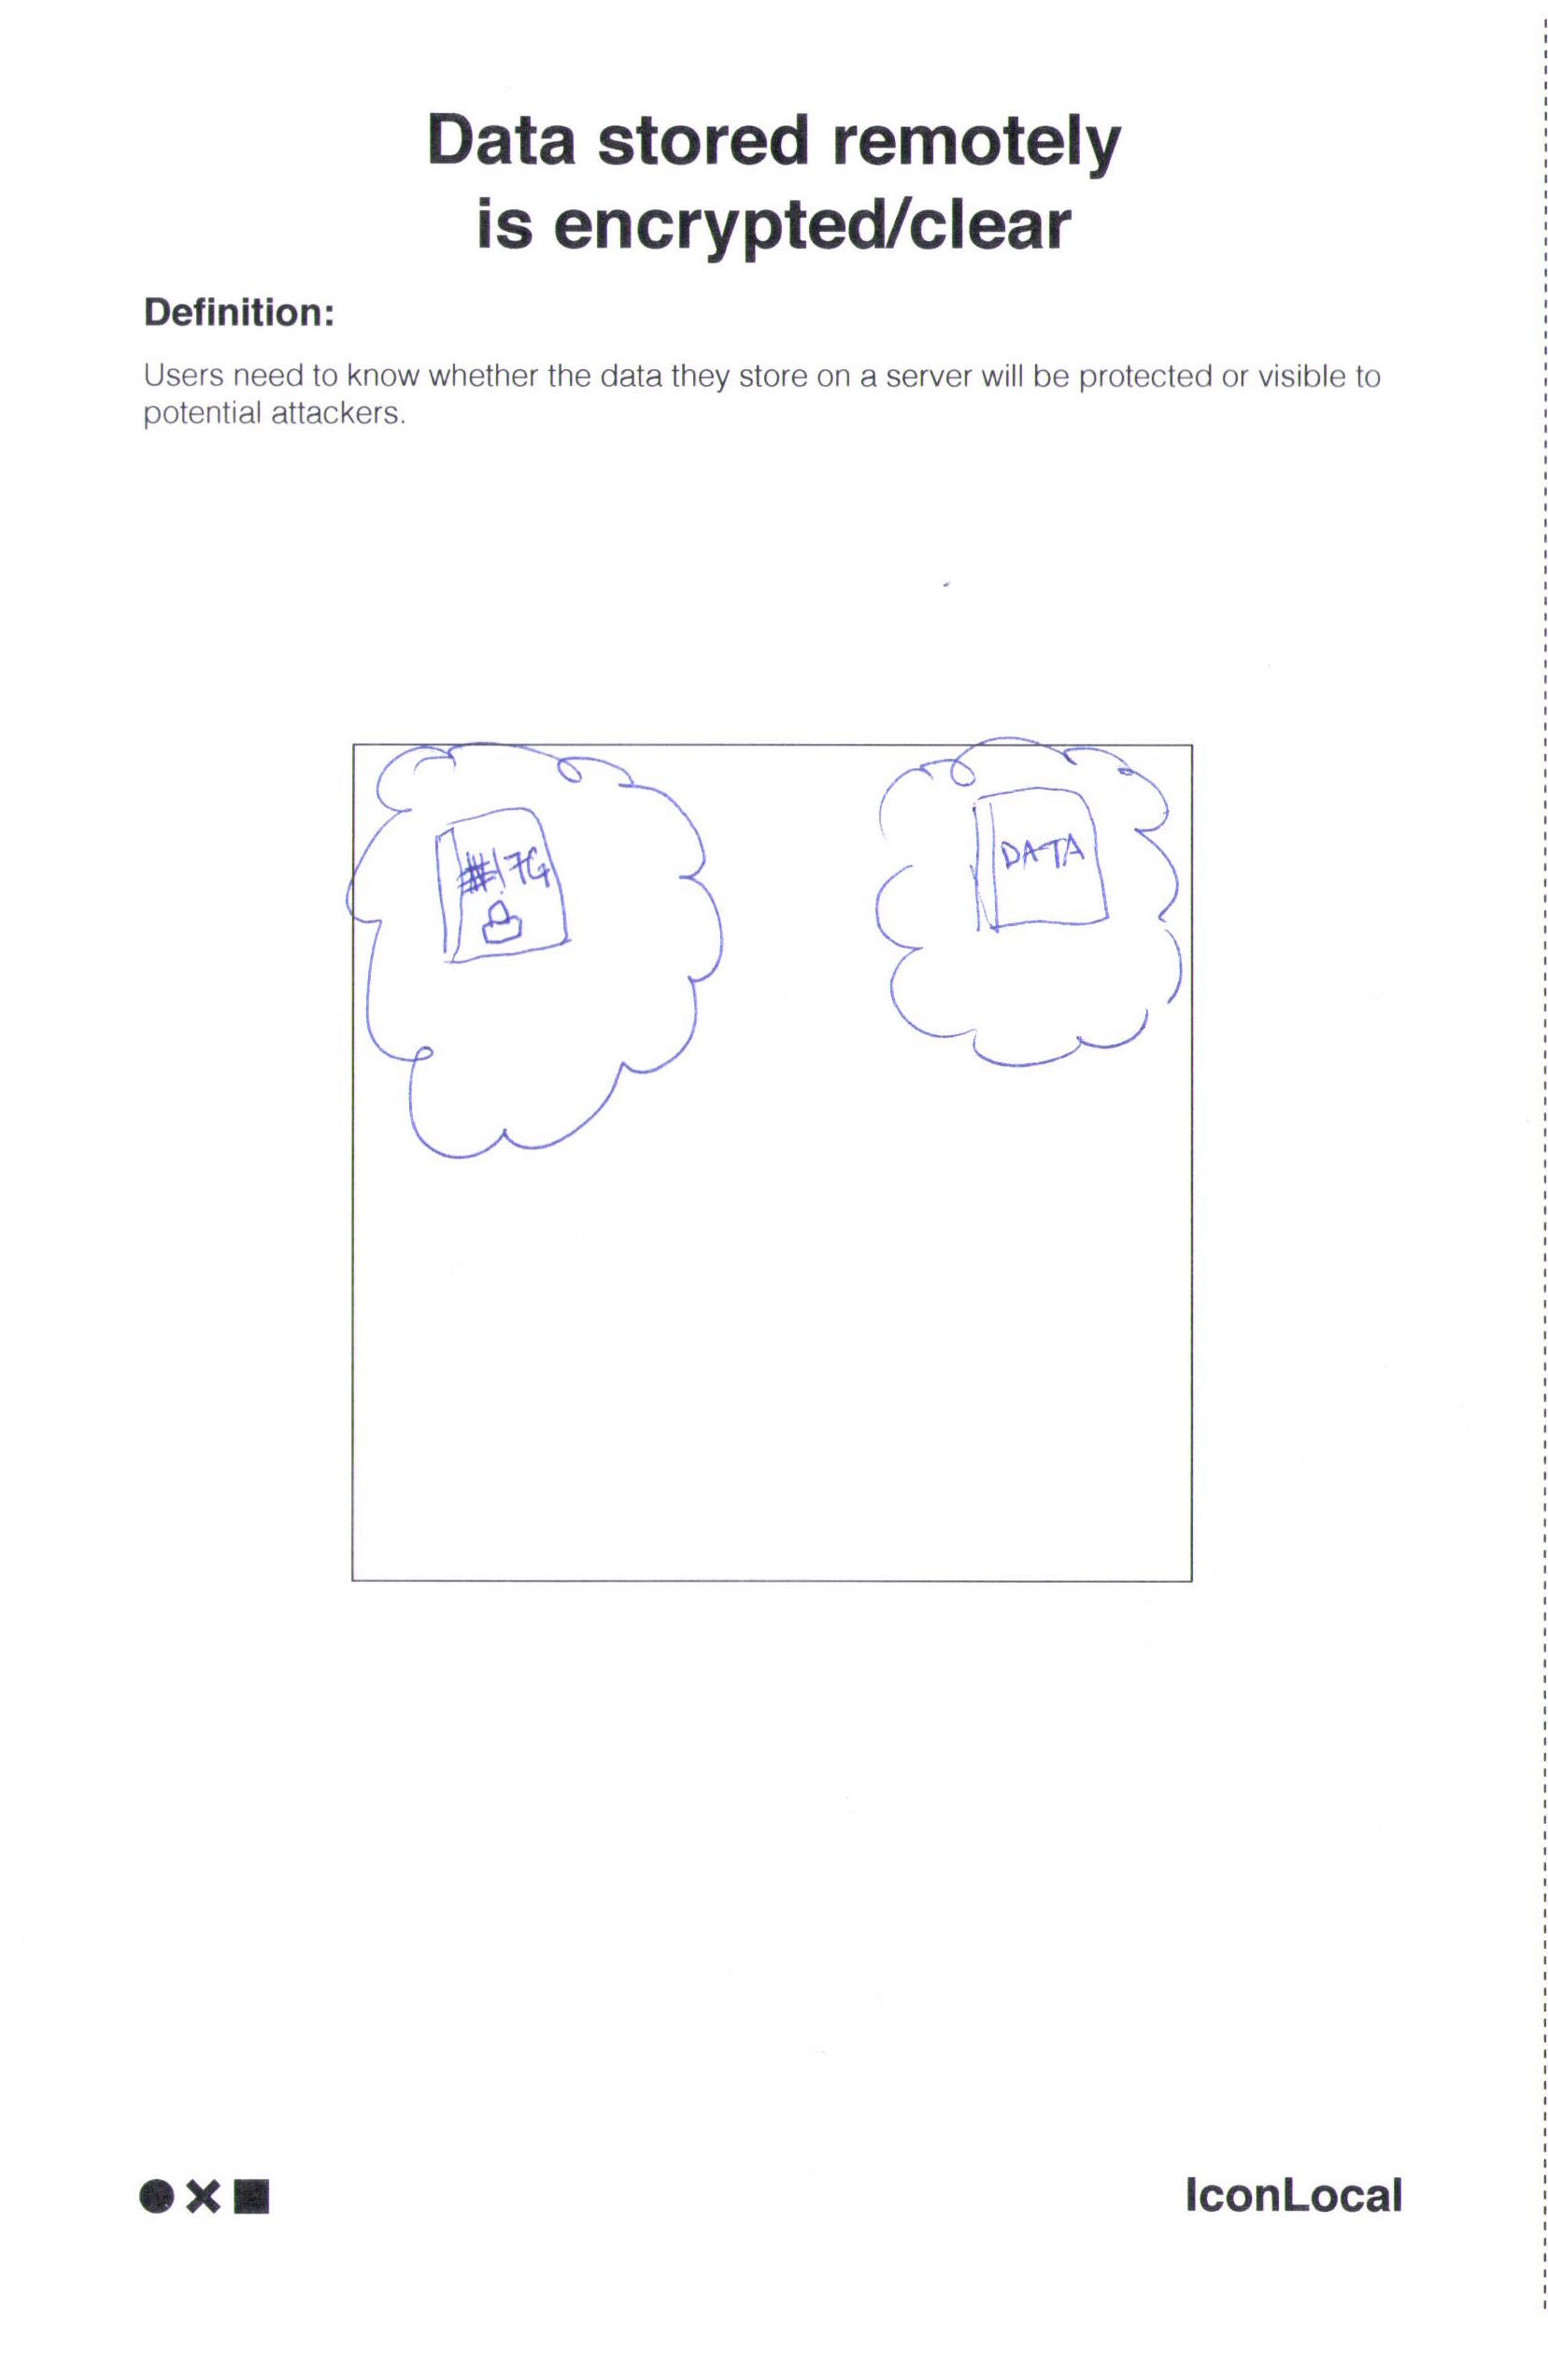 Data stored remotely
is encrypted/clear
Definition:
Users need to know whether the data they store on a server will be protected or visible to
potential attackers.
DATA
IconLocal